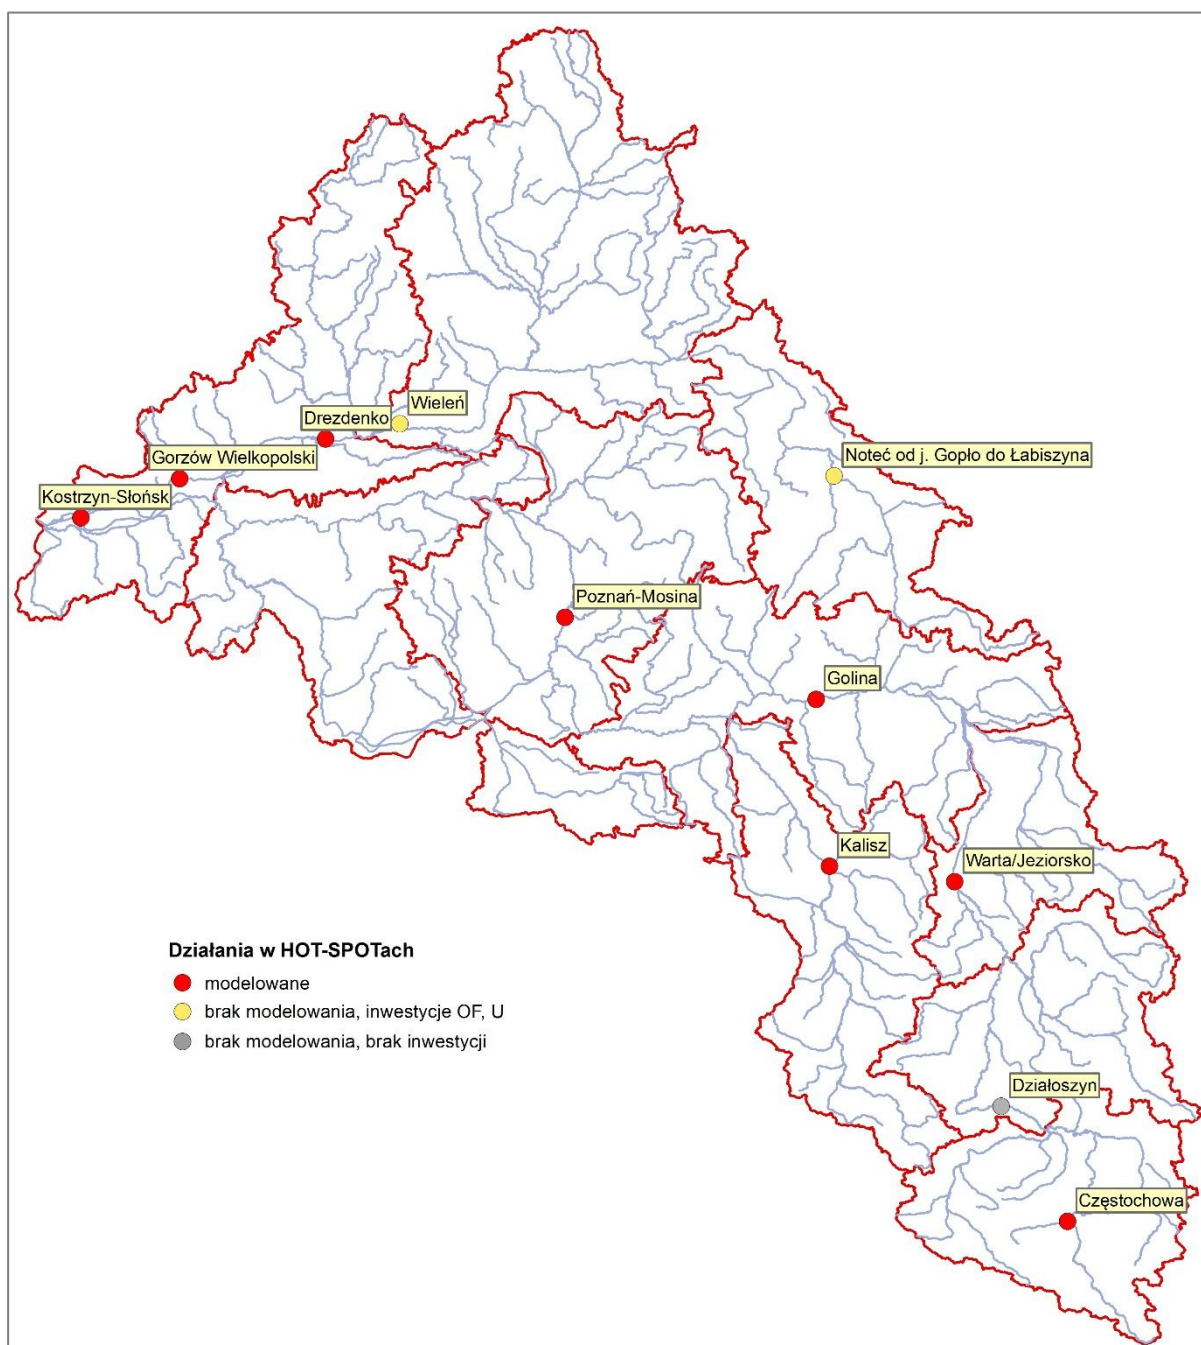 Wieleń
Drezdenko
Gorzów Wielkopolski
Noteć od j. Gopło do Łabiszyna
Kostrzyn-Słońsk
Poznań-Mosina
Golina
Kalisz
Warta/Jeziorsko
Działania w HOT-SPOTach
modelowane
brak modelowania, inwestycje OF, U
brak modelowania, brak inwestycji
Działoszyn
Częstochowa